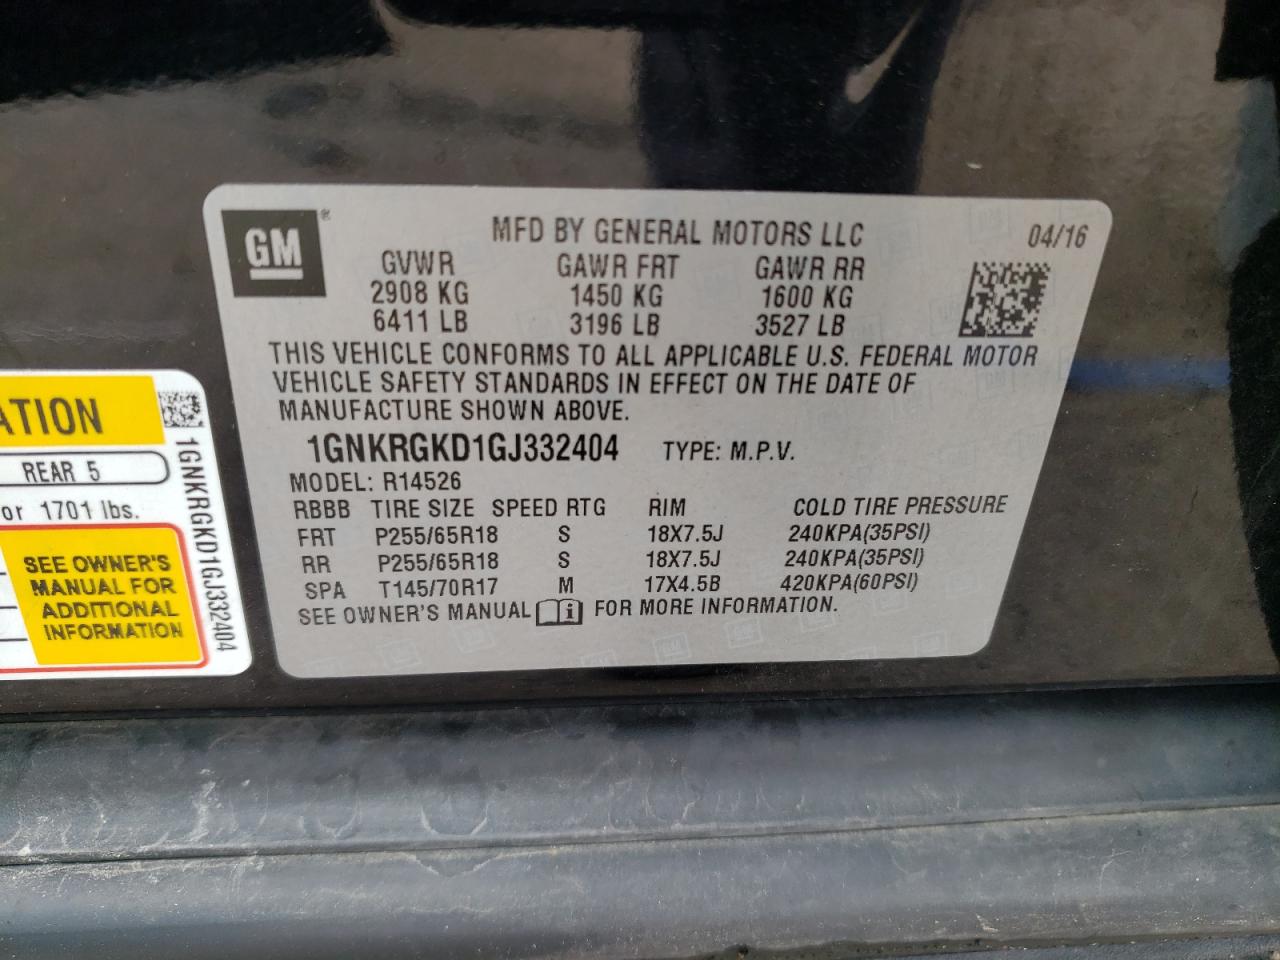 GM ®
MFD BY GENERAL MOTORS LLC 04/16
GVWR GAWR FRT GAWR RR
2908 KG 1450 KG 1600 KG
6411 LB 3196 LB 3527 LB
THIS VEHICLE CONFORMS TO ALL APPLICABLE U.S. FEDERAL MOTOR
VEHICLE SAFETY STANDARDS IN EFFECT ON THE DATE OF
MANUFACTURE SHOWN ABOVE.
1GNKRGKD1GJ332404 TYPE: M.P.V.
MODEL: R14526
RBBB TIRE SIZE SPEED RTG RIM COLD TIRE PRESSURE
FRT P255/65R18 S 18X7.5J 240KPA(35PSI)
RR P255/65R18 S 18X7.5J 240KPA(35PSI)
SPA T145/70R17 M 17X4.5B 420KPA(60PSI)
SEE OWNER'S MANUAL i FOR MORE INFORMATION.
ATION
REAR 5
or 1701 lbs.
SEE OWNER'S
MANUAL FOR
ADDITIONAL
INFORMATION
1GNKRGKD1GJ332404